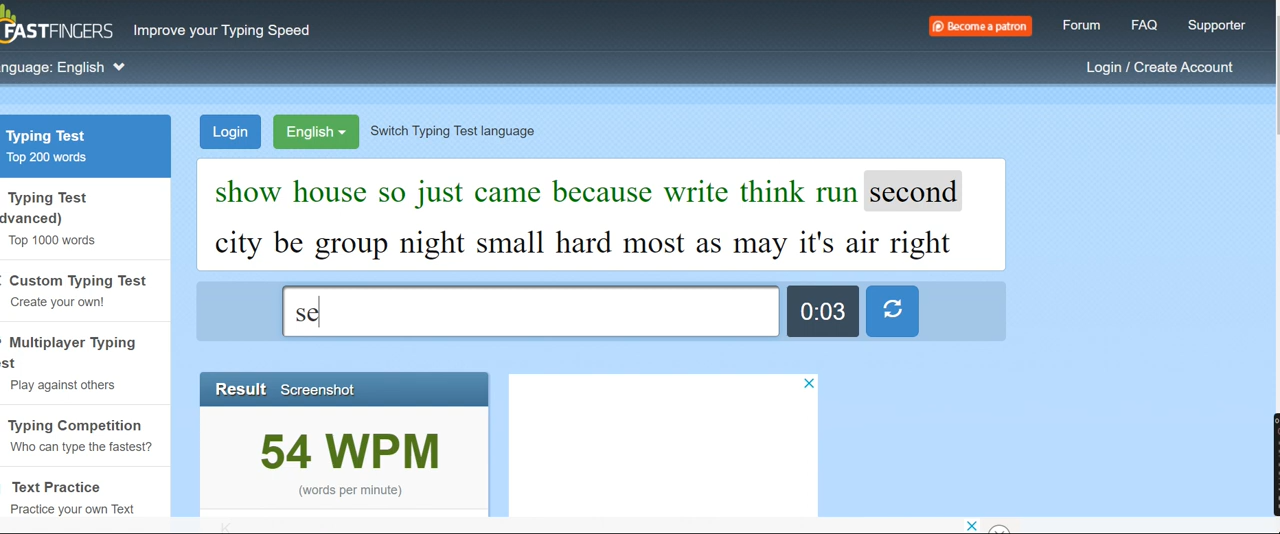 FASTFINGERS Improve your Typing Speed Become a patron Forum FAQ Supporter
nguage: English Login / Create Account
Typing Test
Top 200 words
Typing Test
dvanced)
Top 1000 words
Custom Typing Test
Create your own!
Multiplayer Typing
est
Play against others
Typing Competition
Who can type the fastest?
Text Practice
Practice your own Text
Login English Switch Typing Test language
show house so just came because write think run second
city be group night small hard most as may it's air right
se 0:03
Result Screenshot
54 WPM
(words per minute)